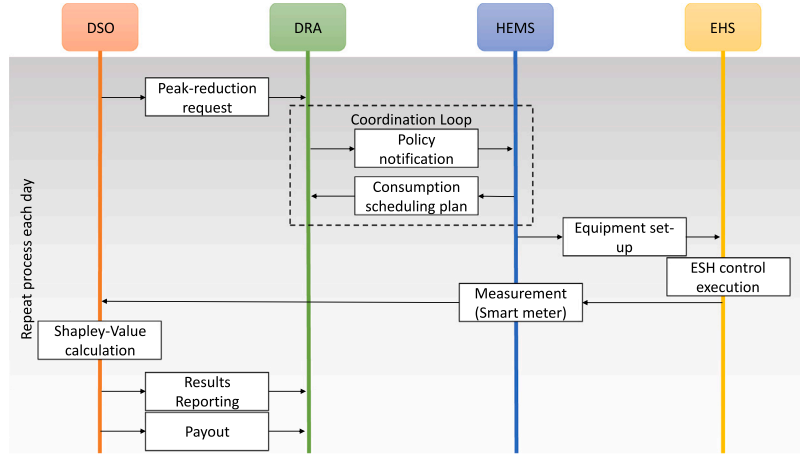 DSO
DRA
HEMS
EHS
Peak-reduction
request
Coordination Loop
Policy
notification
Consumption
scheduling plan
Equipment set-
up
ESH control
execution
Measurement
(Smart meter)
Repeat process each day
Shapley-Value
calculation
Results
Reporting
Payout